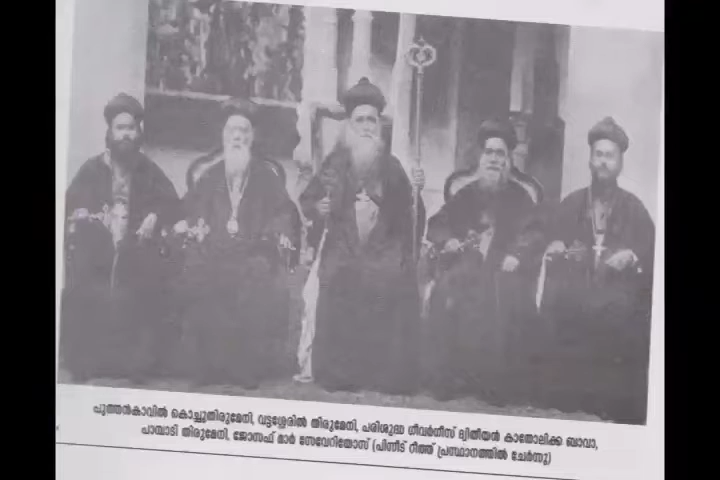 പുത്തൻകാവിൽ കൊച്ചുതിരുമേനി, വട്ടശ്ശേരിൽ തിരുമേനി, പരിശുദ്ധ ഗീവർഗീസ് ദ്വിതീയൻ കാതോലിക്ക ബാവാ,
പാമ്പാടി തിരുമേനി, ജോസഫ് മാർ സേവേറിയോസ് (പിന്നീട് റീത്ത് പ്രസ്ഥാനത്തിൽ ചേർന്നു)